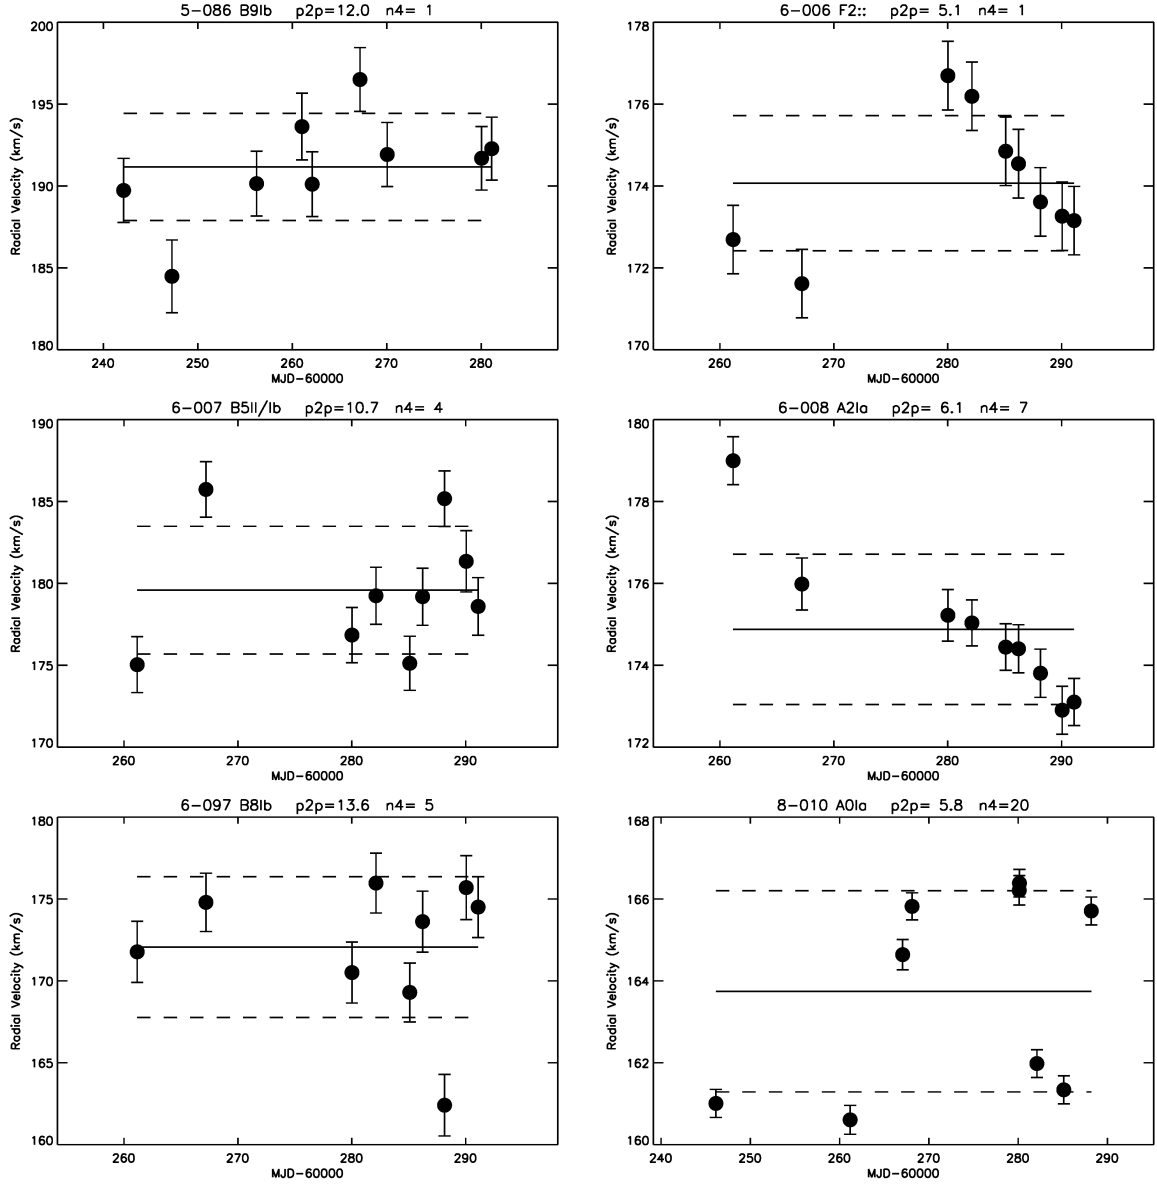 5-086 B9Ib p2p=12.0 n4= 1
200
195
190
185
180
Radial Velocity (km/s)
240 250 260 270 280
MJD-60000
6-006 F2:: p2p= 5.1 n4= 1
178
176
174
172
170
Radial Velocity (km/s)
260 270 280 290
MJD-60000
6-007 B5II/Ib p2p=10.7 n4= 4
190
185
180
175
170
Radial Velocity (km/s)
260 270 280 290
MJD-60000
6-008 A2Ia p2p= 6.1 n4= 7
180
178
176
174
172
Radial Velocity (km/s)
260 270 280 290
MJD-60000
6-097 B8Ib p2p=13.6 n4= 5
180
175
170
165
160
Radial Velocity (km/s)
260 270 280 290
MJD-60000
8-010 A0Ia p2p= 5.8 n4=20
168
166
164
162
160
Radial Velocity (km/s)
240 250 260 270 280 290
MJD-60000